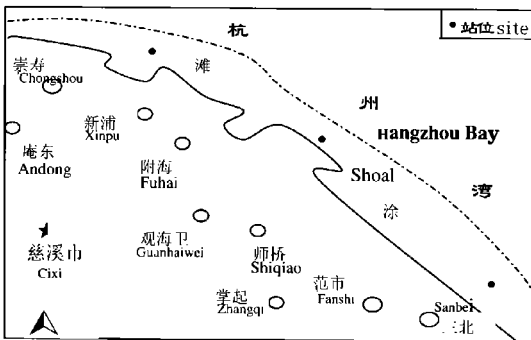 站位 site
杭
州
湾
Hangzhou Bay
滩
涂
Shoal
崇寿
Chongshou
新浦
Xinpu
庵东
Andong
附海
Fuhai
慈溪市
Cixi
观海卫
Guanhaiwei
师桥
Shiqiao
掌起
Zhangqi
范市
Fanshi
Sanbei
三北